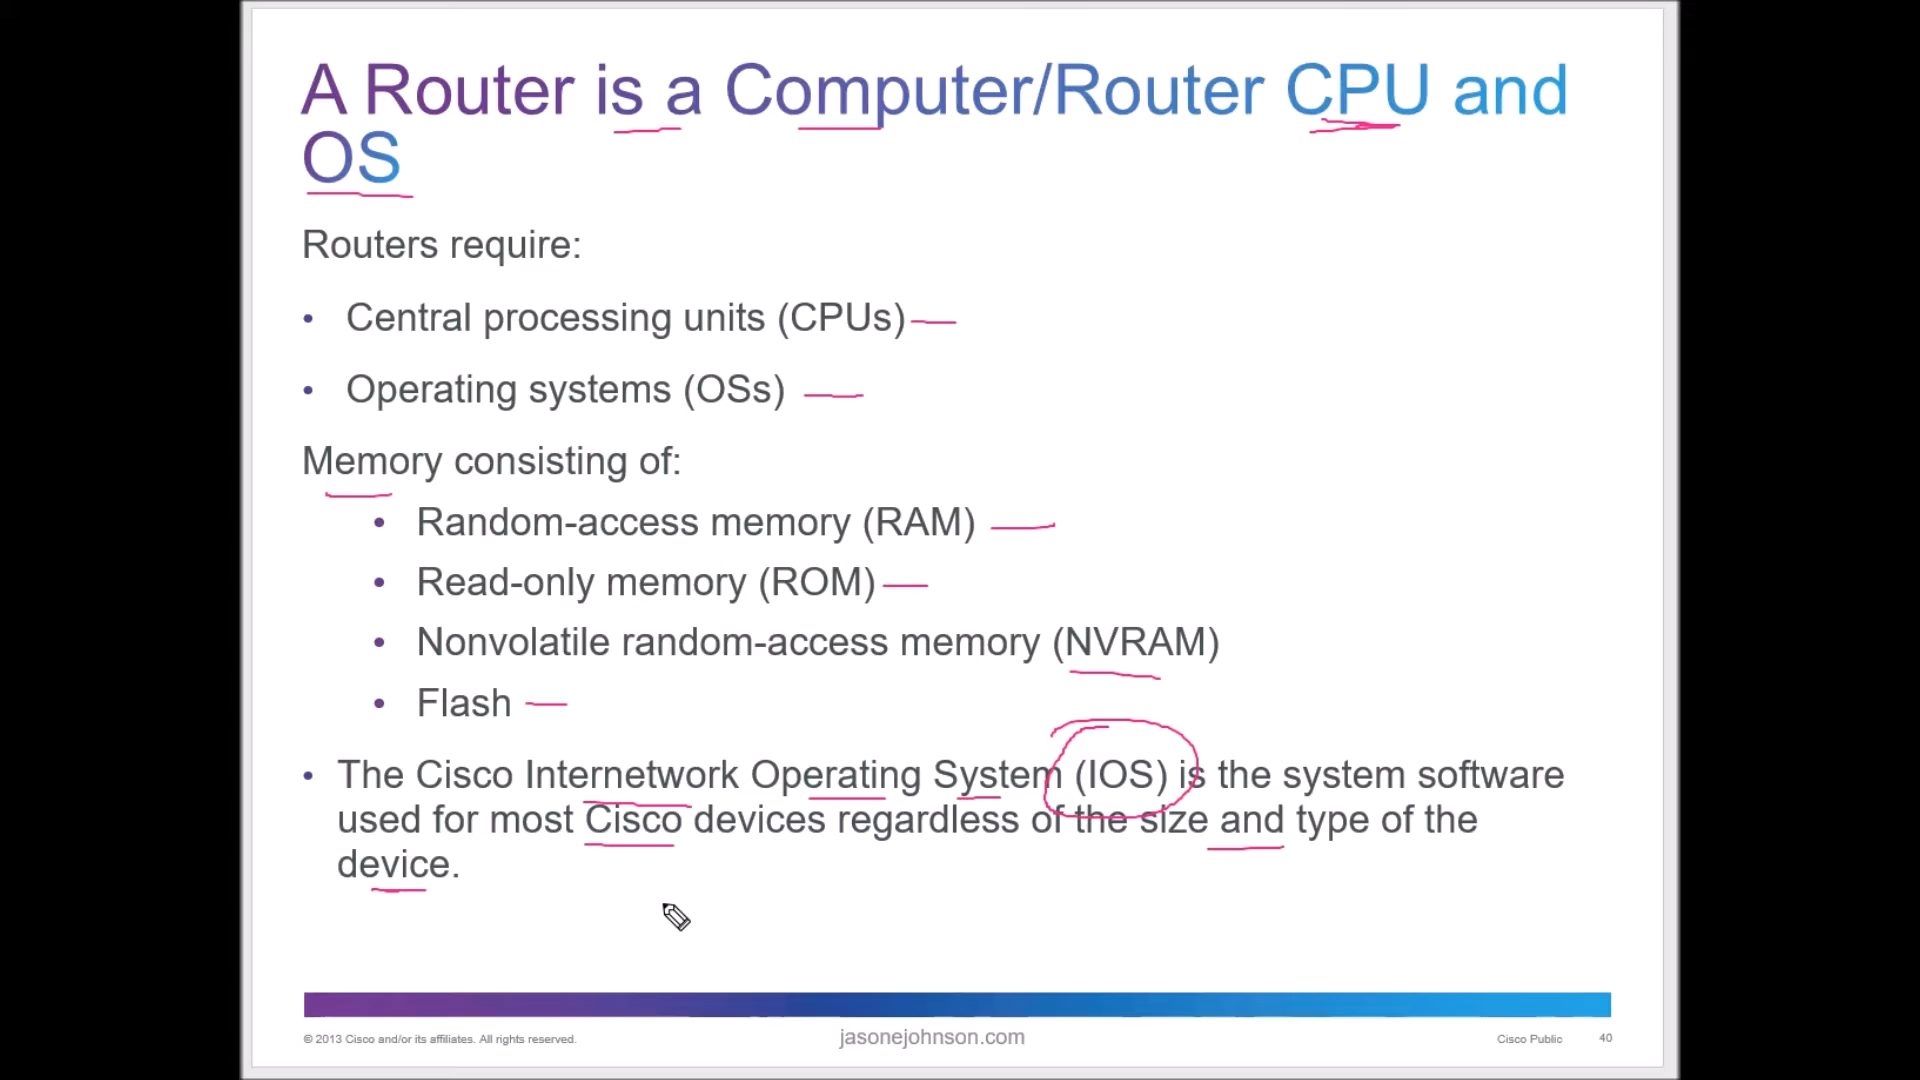 A Router is a Computer/Router CPU and
OS
Routers require:
• Central processing units (CPUs)
• Operating systems (OSs)
Memory consisting of:
• Random-access memory (RAM)
• Read-only memory (ROM)
• Nonvolatile random-access memory (NVRAM)
• Flash
• The Cisco Internetwork Operating System (IOS) is the system software
used for most Cisco devices regardless of the size and type of the
device.
© 2013 Cisco and/or its affiliates. All rights reserved.
jasonejohnson.com
Cisco Public
40